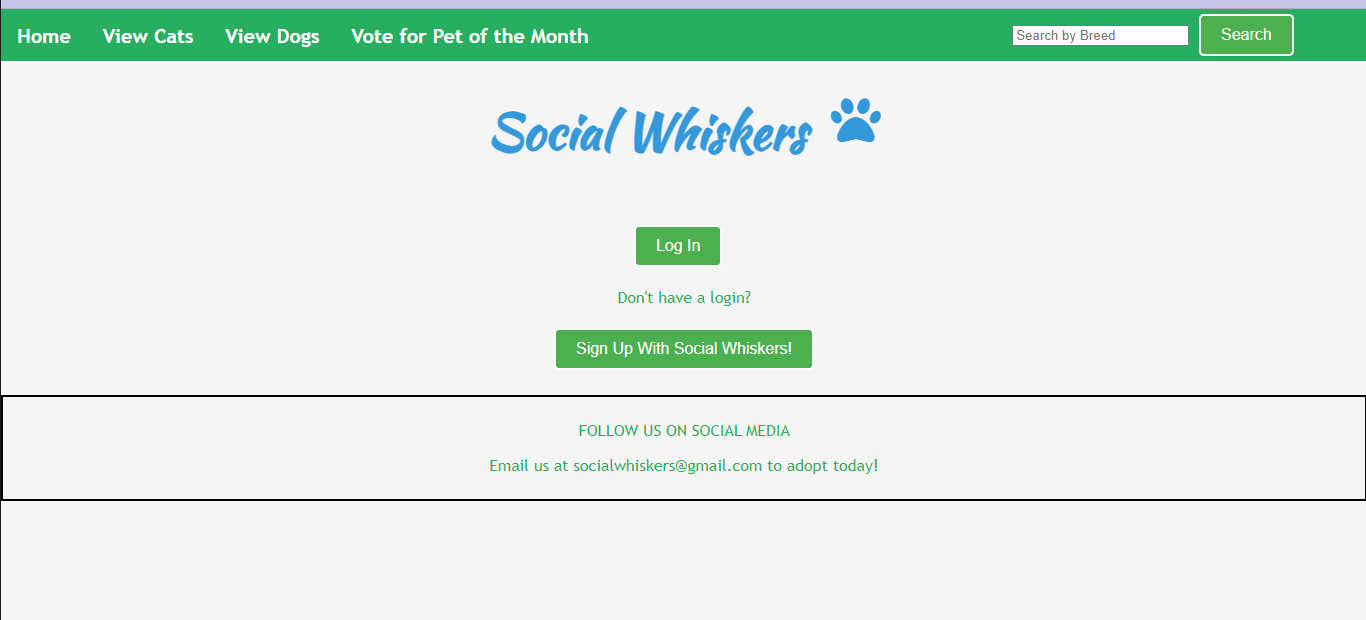 Home View Cats View Dogs Vote for Pet of the Month Search by Breed Search
Social Whiskers
Log In
Don't have a login?
Sign Up With Social Whiskers!
FOLLOW US ON SOCIAL MEDIA
Email us at socialwhiskers@gmail.com to adopt today!